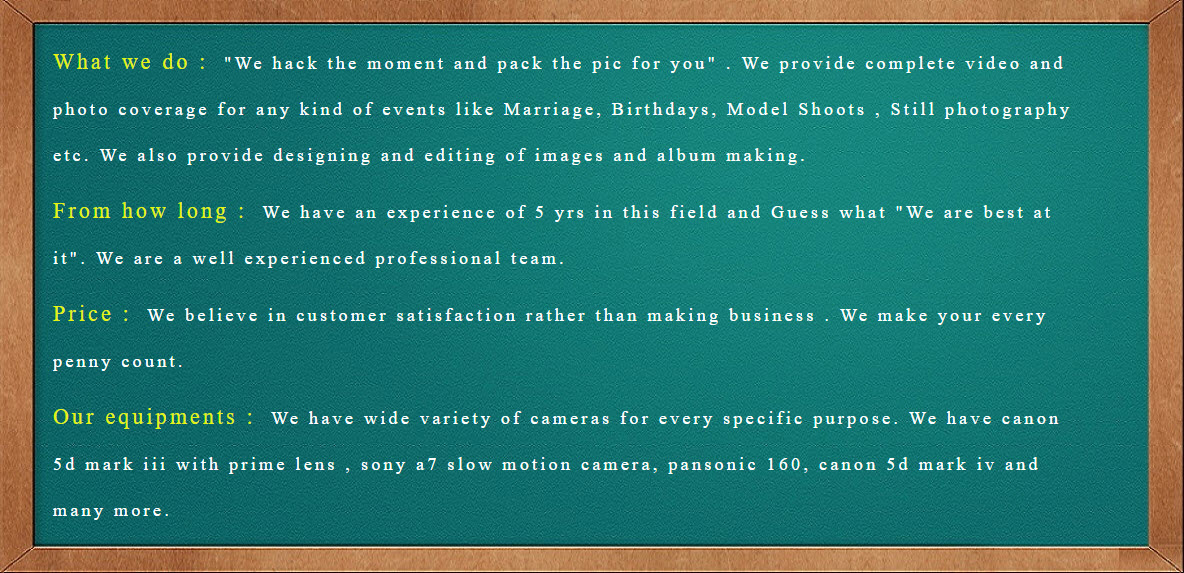 What we do : "We hack the moment and pack the pic for you" . We provide complete video and
photo coverage for any kind of events like Marriage, Birthdays, Model Shoots , Still photography
etc. We also provide designing and editing of images and album making.
From how long : We have an experience of 5 yrs in this field and Guess what "We are best at
it". We are a well experienced professional team.
Price : We believe in customer satisfaction rather than making business . We make your every
penny count.
Our equipments : We have wide variety of cameras for every specific purpose. We have canon
5d mark iii with prime lens , sony a7 slow motion camera, pansonic 160, canon 5d mark iv and
many more.